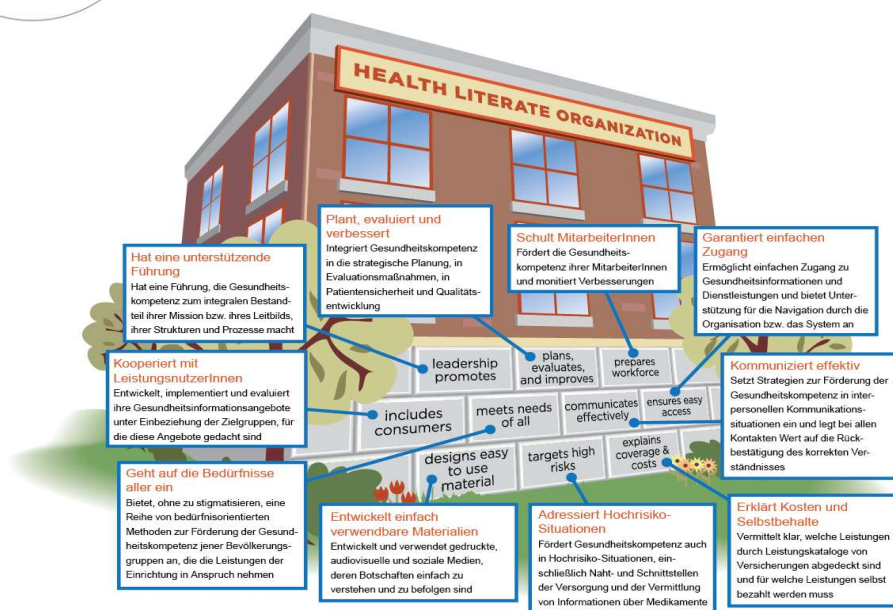 HEALTH LITERATE ORGANIZATION
Plant, evaluiert und
verbessert
Integriert Gesundheitskompetenz
in die strategische Planung, in
Evaluationsmaßnahmen, in
Patientensicherheit und Qualitäts-
entwicklung
Schult MitarbeiterInnen
Fördert die Gesundheits-
kompetenz ihrer MitarbeiterInnen
und monitiert Verbesserungen
Garantiert einfachen
Zugang
Ermöglicht einfachen Zugang zu
Gesundheitsinformationen und
Dienstleistungen und bietet Unter-
stützung für die Navigation durch die
Organisation bzw. das System an
Hat eine unterstützende
Führung
Hat eine Führung, die Gesundheits-
kompetenz zum integralen Bestand-
teil ihrer Mission bzw. ihres Leitbilds,
ihrer Strukturen und Prozesse macht
leadership
promotes
plans,
evaluates,
and improves
prepares
workforce
Kooperiert mit
LeistungsnutzerInnen
Entwickelt, implementiert und evaluiert
ihre Gesundheitsinformationsangebote
unter Einbeziehung der Zielgruppen, für
die diese Angebote gedacht sind
includes
consumers
meets needs
of all
communicates
effectively
ensures easy
access
Kommuniziert effektiv
Setzt Strategien zur Förderung der
Gesundheitskompetenz in inter-
personellen Kommunikations-
situationen ein und legt bei allen
Kontakten Wert auf die Rück-
bestätigung des korrekten Ver-
ständnisses
designs easy
to use
material
targets high
risks
explains
coverage &
costs
Geht auf die Bedürfnisse
aller ein
Bietet, ohne zu stigmatisieren, eine
Reihe von bedürfnisorientierten
Methoden zur Förderung der Gesund-
heitskompetenz jener Bevölkerungs-
gruppen an, die die Leistungen der
Einrichtung in Anspruch nehmen
Entwickelt einfach
verwendbare Materialien
Entwickelt und verwendet gedruckte,
audiovisuelle und soziale Medien,
deren Botschaften einfach zu
verstehen und zu befolgen sind
Adressiert Hochrisiko-
Situationen
Fördert Gesundheitskompetenz auch
in Hochrisiko-Situationen, ein-
schließlich Naht- und Schnittstellen
der Versorgung und der Vermittlung
von Informationen über Medikamente
Erklärt Kosten und
Selbstbehalte
Vermittelt klar, welche Leistungen
durch Leistungskataloge von
Versicherungen abgedeckt sind
und für welche Leistungen selbst
bezahlt werden muss